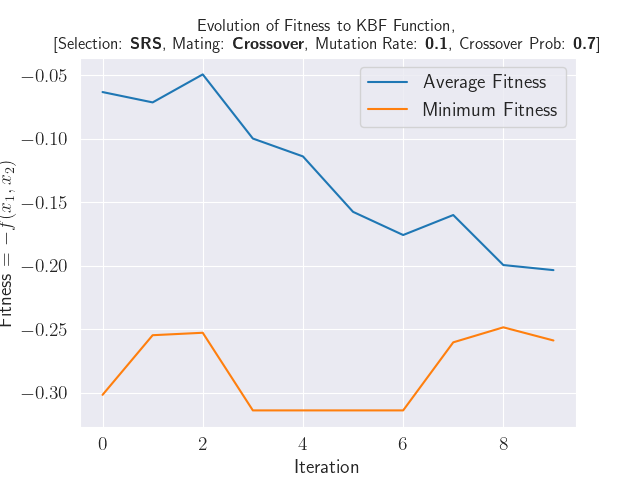 Evolution of Fitness to KBF Function,
[Selection: SRS, Mating: Crossover, Mutation Rate: 0.1, Crossover Prob: 0.7]
Average Fitness
Minimum Fitness
Fitness = −f(x₁, x₂)
−0.05
−0.10
−0.15
−0.20
−0.25
−0.30
0 2 4 6 8
Iteration